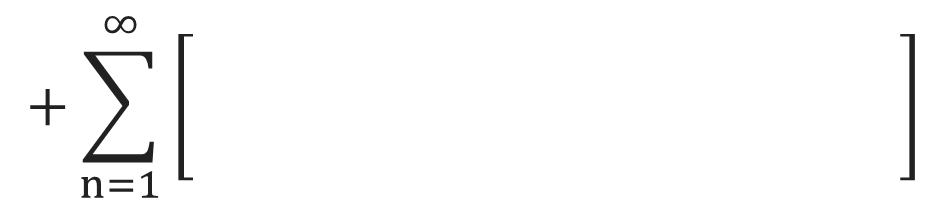 + ∞∑n=1 [ ]